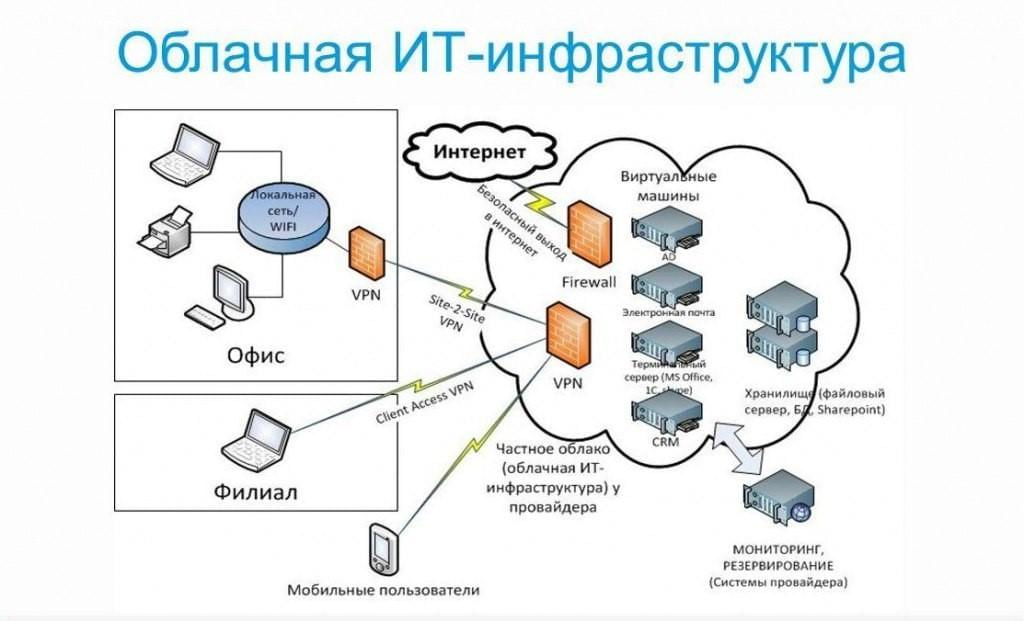 Облачная ИТ-инфраструктура
Локальная
сеть/
WIFI
VPN
Офис
Филиал
Мобильные пользователи
Интернет
Безопасный выход
в интернет
Firewall
Site-2-Site
VPN
Client Access VPN
VPN
Частное облако
(облачная ИТ-
инфраструктура) у
провайдера
Виртуальные
машины
AD
Электронная почта
Терминальный
сервер (MS Office,
1С, skype)
CRM
Хранилище (файловый
сервер, БД, Sharepoint)
МОНИТОРИНГ,
РЕЗЕРВИРОВАНИЕ
(Системы провайдера)